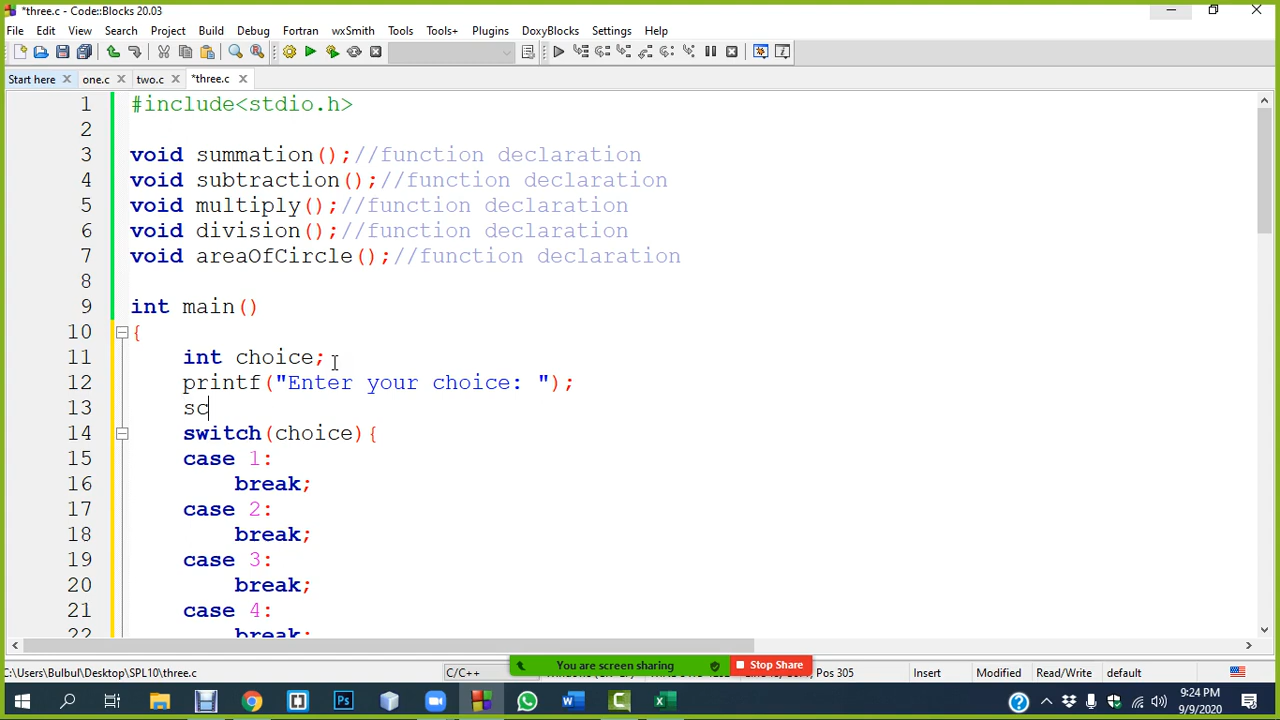 *three.c - Code::Blocks 20.03
File Edit View Search Project Build Debug Fortran wxSmith Tools Tools+ Plugins DoxyBlocks Settings Help
Start here one.c two.c *three.c
1 #include<stdio.h>
2
3 void summation();//function declaration
4 void subtraction();//function declaration
5 void multiply();//function declaration
6 void division();//function declaration
7 void areaOfCircle();//function declaration
8
9 int main()
10 {
11 int choice;
12 printf("Enter your choice: ");
13 sc
14 switch(choice){
15 case 1:
16 break;
17 case 2:
18 break;
19 case 3:
20 break;
21 case 4:
22 break;
You are screen sharing Stop Share
C:\Users\Bulbul\Desktop\SPL10\three.c C/C++ Pos 305 Insert Modified Read/Write default
9:24 PM
9/9/2020